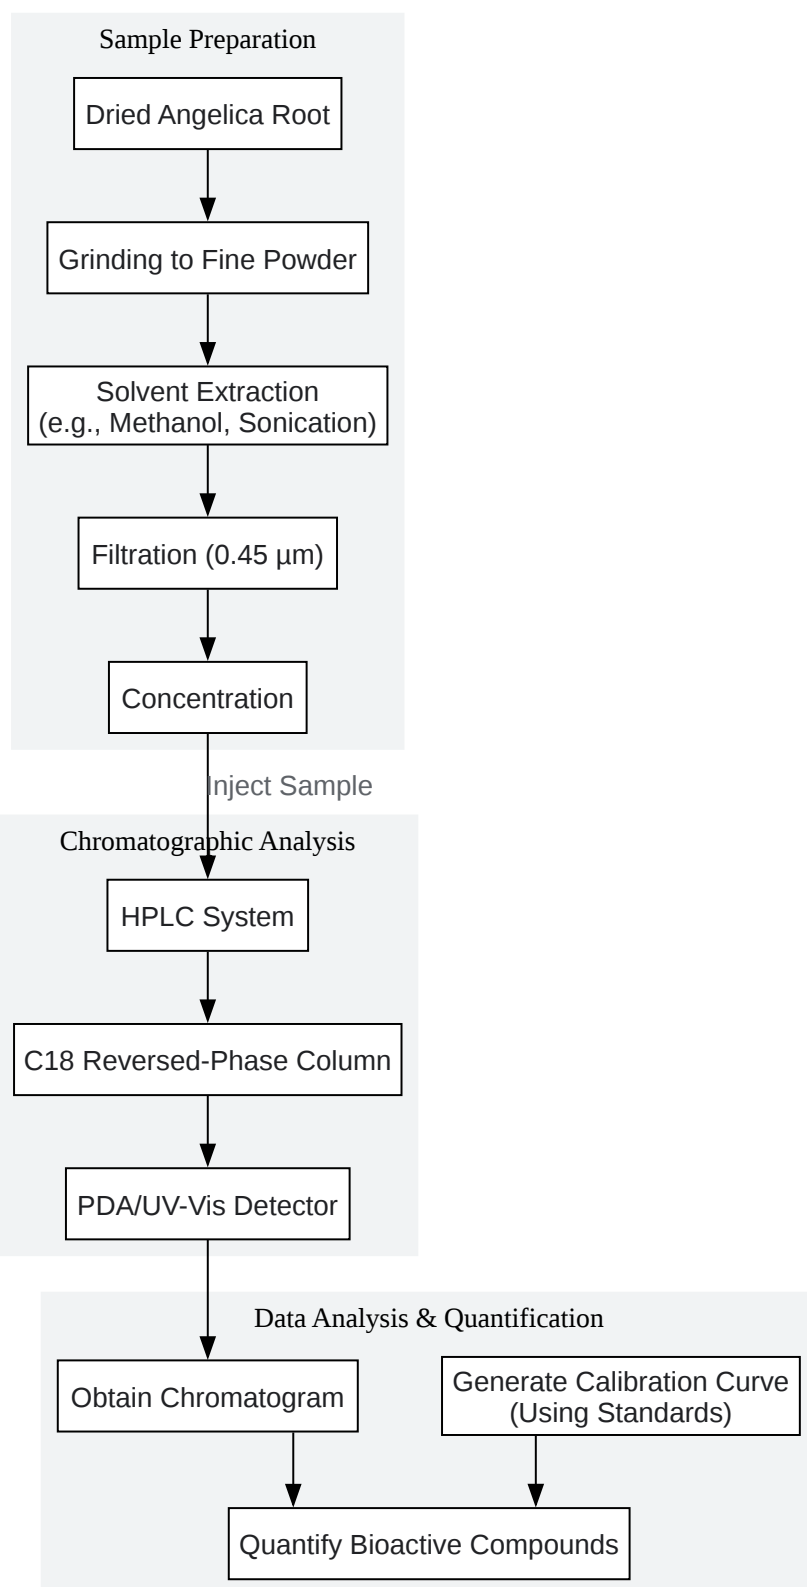 Sample Preparation
Dried Angelica Root
Grinding to Fine Powder
Solvent Extraction
(e.g., Methanol, Sonication)
Filtration (0.45 µm)
Concentration
Inject Sample
Chromatographic Analysis
HPLC System
C18 Reversed-Phase Column
PDA/UV-Vis Detector
Data Analysis & Quantification
Obtain Chromatogram
Generate Calibration Curve
(Using Standards)
Quantify Bioactive Compounds